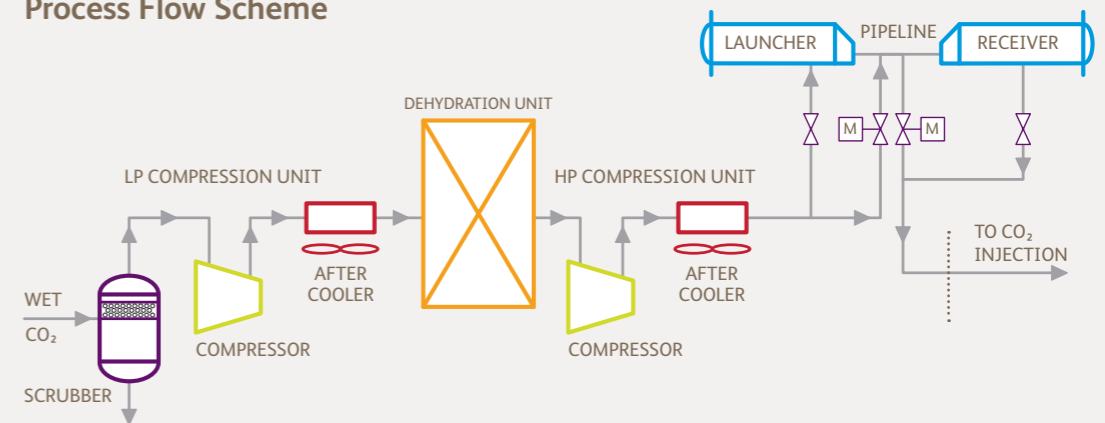 Process Flow Scheme
LAUNCHER
PIPELINE
RECEIVER
DEHYDRATION UNIT
M
M
LP COMPRESSION UNIT
HP COMPRESSION UNIT
TO CO₂
INJECTION
AFTER
COOLER
AFTER
COOLER
WET
CO₂
COMPRESSOR
COMPRESSOR
SCRUBBER